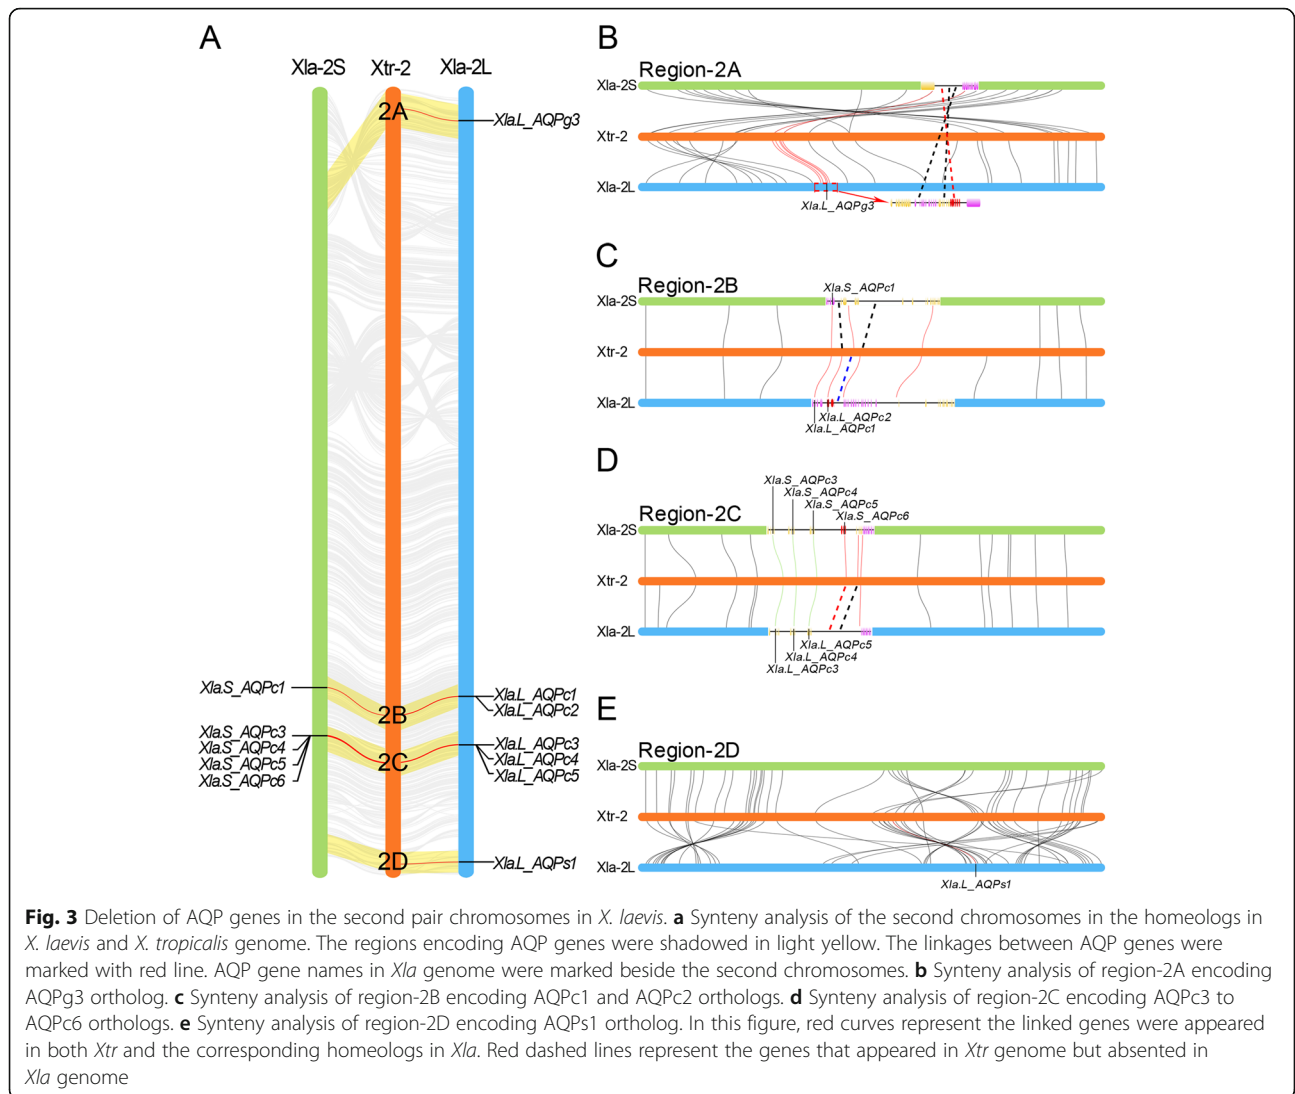 A
Xla-2S Xtr-2 Xla-2L
2A
Xla.L_AQPg3
Xla.S_AQPc1
Xla.L_AQPc1
Xla.L_AQPc2
2B
Xla.S_AQPc3
Xla.S_AQPc4
Xla.S_AQPc5
Xla.S_AQPc6
2C
Xla.L_AQPc3
Xla.L_AQPc4
Xla.L_AQPc5
2D
Xla.L_AQPs1
B
Region-2A
Xla-2S
Xtr-2
Xla-2L
Xla.L_AQPg3
C
Region-2B
Xla.S_AQPc1
Xla-2S
Xtr-2
Xla-2L
Xla.L_AQPc2
Xla.L_AQPc1
D
Xla.S_AQPc3
Xla.S_AQPc4
Xla.S_AQPc5
Xla.S_AQPc6
Region-2C
Xla-2S
Xtr-2
Xla-2L
Xla.L_AQPc5
Xla.L_AQPc4
Xla.L_AQPc3
E
Region-2D
Xla-2S
Xtr-2
Xla-2L
Xla.L_AQPs1
Fig. 3 Deletion of AQP genes in the second pair chromosomes in X. laevis. a Synteny analysis of the second chromosomes in the homeologs in
X. laevis and X. tropicalis genome. The regions encoding AQP genes were shadowed in light yellow. The linkages between AQP genes were
marked with red line. AQP gene names in Xla genome were marked beside the second chromosomes. b Synteny analysis of region-2A encoding
AQPg3 ortholog. c Synteny analysis of region-2B encoding AQPc1 and AQPc2 orthologs. d Synteny analysis of region-2C encoding AQPc3 to
AQPc6 orthologs. e Synteny analysis of region-2D encoding AQPs1 ortholog. In this figure, red curves represent the linked genes were appeared
in both Xtr and the corresponding homeologs in Xla. Red dashed lines represent the genes that appeared in Xtr genome but absented in
Xla genome